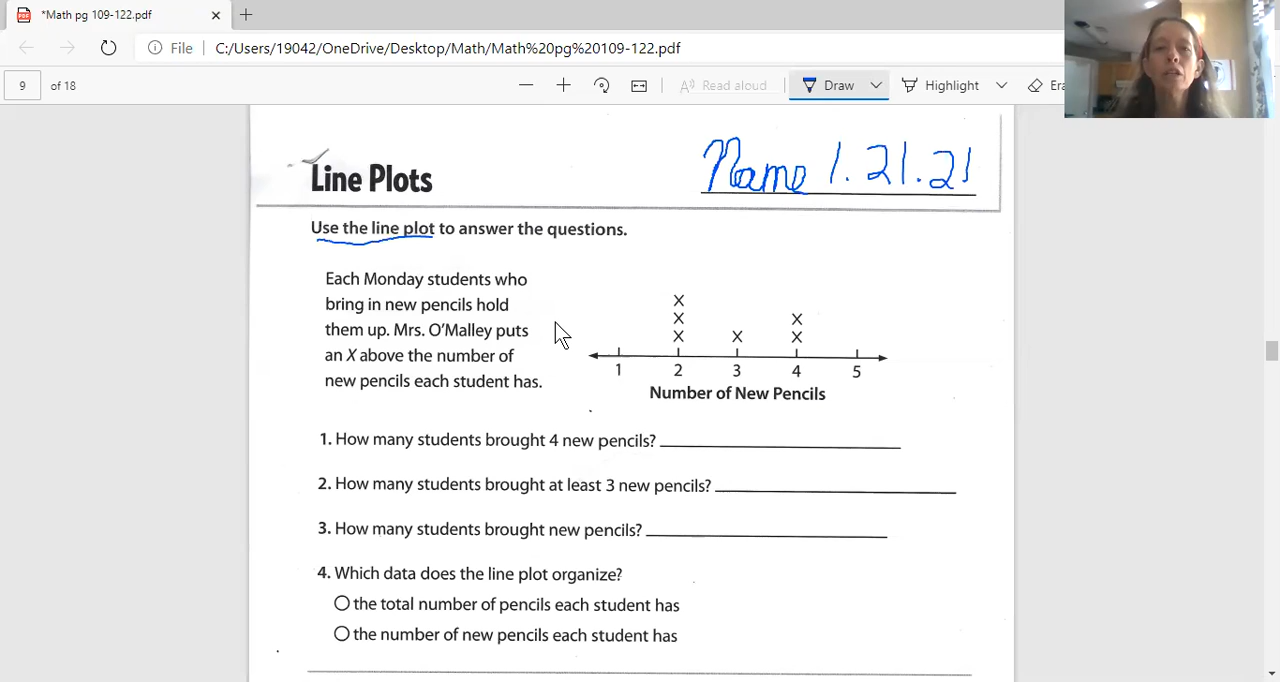 *Math pg 109-122.pdf
File C:/Users/19042/OneDrive/Desktop/Math/Math%20pg%20109-122.pdf
9 of 18 Read aloud Draw Highlight Era
Line Plots
Name 1.21.21
Use the line plot to answer the questions.
Each Monday students who
bring in new pencils hold
them up. Mrs. O'Malley puts
an X above the number of
new pencils each student has.
X
X X
X X X
1 2 3 4 5
Number of New Pencils
1. How many students brought 4 new pencils?
2. How many students brought at least 3 new pencils?
3. How many students brought new pencils?
4. Which data does the line plot organize?
the total number of pencils each student has
the number of new pencils each student has